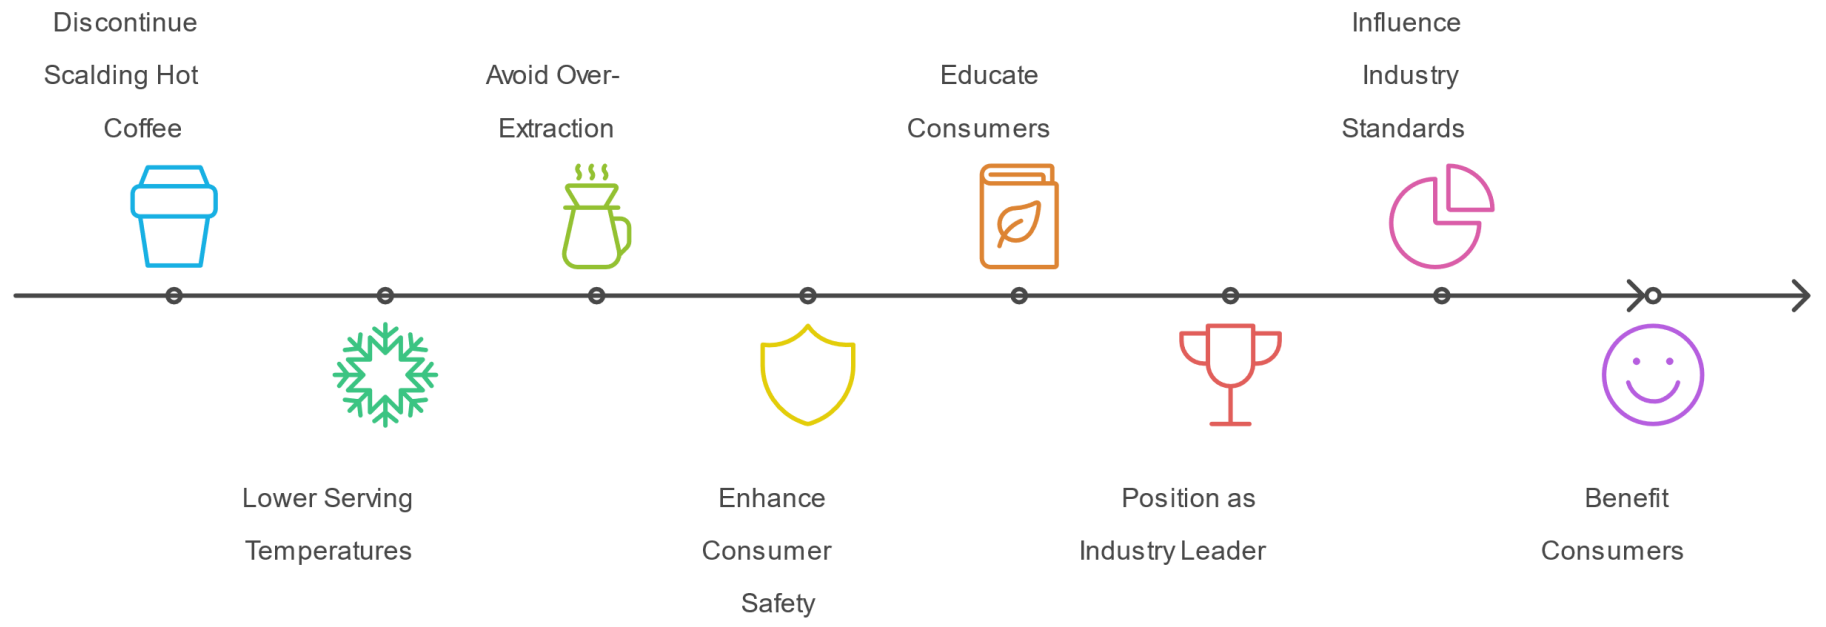 Discontinue
Scalding Hot
Coffee
Lower Serving
Temperatures
Avoid Over-
Extraction
Enhance
Consumer
Safety
Educate
Consumers
Position as
Industry Leader
Influence
Industry
Standards
Benefit
Consumers